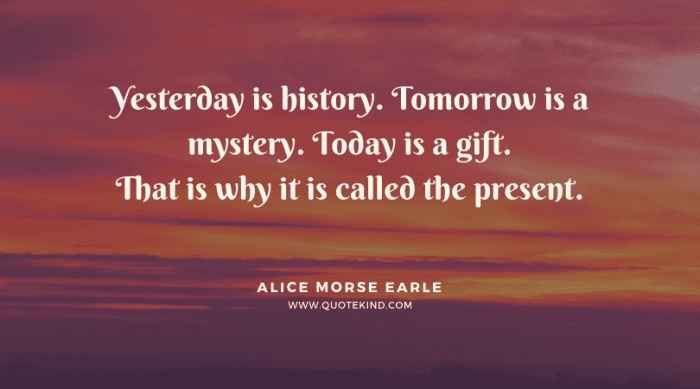 Yesterday is history. Tomorrow is a
mystery. Today is a gift.
That is why it is called the present.
ALICE MORSE EARLE
WWW.QUOTEKIND.COM